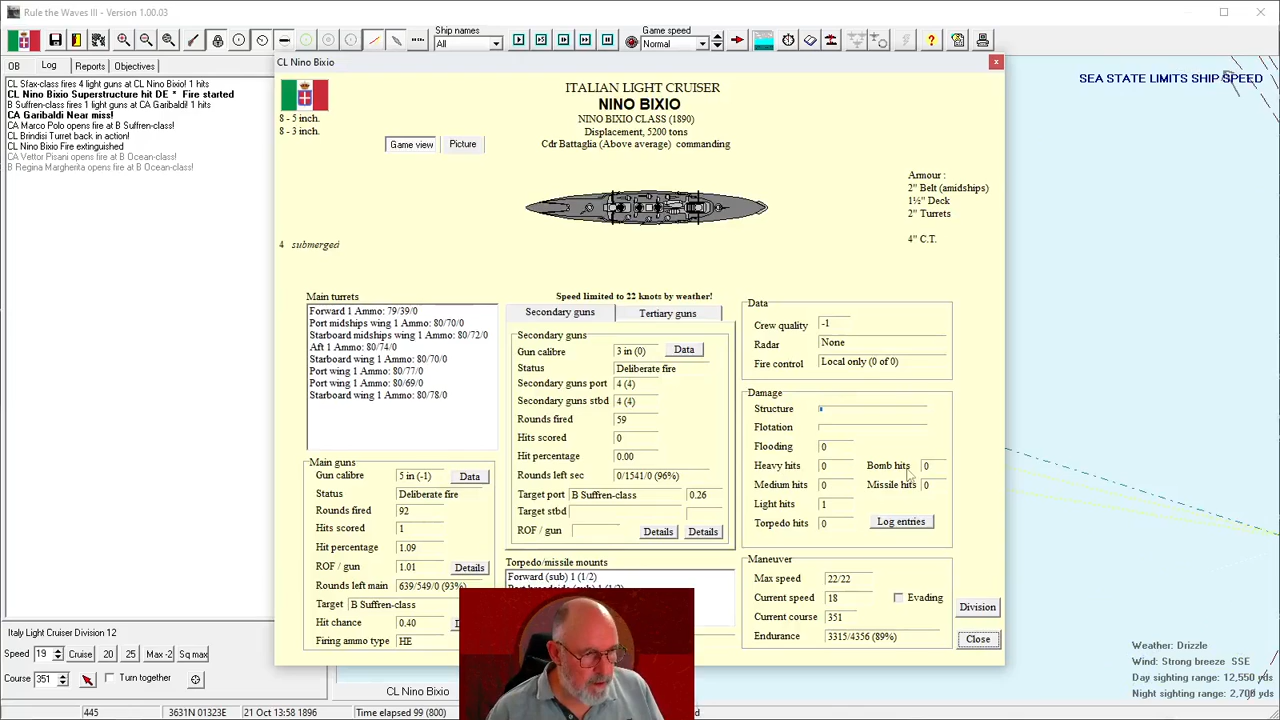 Rule the Waves III - Version 1.00.03
Ship names
All
Game speed
Normal
OB Log Reports Objectives
CL Sfax-class fires 4 light guns at CL Nino Bixio! 1 hits
CL Nino Bixio Superstructure hit DE * Fire started
B Suffren-class fires 1 light guns at CA Garibaldi! 1 hits
CA Garibaldi Near miss!
CA Marco Polo opens fire at B Suffren-class!
CL Brindisi Turret back in action!
CL Nino Bixio Fire extinguished
CA Vettor Pisani opens fire at B Ocean-class!
B Regina Margherita opens fire at B Ocean-class!
SEA STATE LIMITS SHIP SPEED
Nino Bixio
ITALIAN LIGHT CRUISER
NINO BIXIO
NINO BIXIO CLASS (1890)
Displacement, 5200 tons
Cdr Battaglia (Above average) commanding
8 - 5 inch.
8 - 3 inch.
Game view Picture
Armour :
2" Belt (amidships)
1½" Deck
2" Turrets
4" C.T.
4 submerged
Speed limited to 22 knots by weather!
Main turrets
Forward 1 Ammo: 79/39/0
Port midships wing 1 Ammo: 80/70/0
Starboard midships wing 1 Ammo: 80/72/0
Aft 1 Ammo: 80/74/0
Starboard wing 1 Ammo: 80/70/0
Port wing 1 Ammo: 80/77/0
Port wing 1 Ammo: 80/69/0
Starboard wing 1 Ammo: 80/78/0
Main guns
Gun calibre 5 in (-1) Data
Status Deliberate fire
Rounds fired 92
Hits scored 1
Hit percentage 1.09
ROF / gun 1.01 Details
Rounds left main 639/549/0 (93%)
Target B Suffren-class
Hit chance 0.40
Firing ammo type HE
Secondary guns Tertiary guns
Secondary guns
Gun calibre 3 in (0) Data
Status Deliberate fire
Secondary guns port 4 (4)
Secondary guns stbd 4 (4)
Rounds fired 59
Hits scored 0
Hit percentage 0.00
Rounds left sec 0/1541/0 (96%)
Target port B Suffren-class 0.26
Target stbd
ROF / gun Details Details
Torpedo/missile mounts
Forward (sub) 1 (1/2)
Data
Crew quality -1
Radar None
Fire control Local only (0 of 0)
Damage
Structure
Flotation
Flooding 0
Heavy hits 0 Bomb hits 0
Medium hits 0 Missile hits 0
Light hits 1
Torpedo hits 0 Log entries
Maneuver
Max speed 22/22
Current speed 18 Evading
Current course 351
Endurance 3315/4356 (89%)
Division
Close
Italy Light Cruiser Division 12
Speed 19 Cruise 20 25 Max -2 Sq max
Course 351 Turn together
CL Nino Bixio
Weather: Drizzle
Wind: Strong breeze SSE
Day sighting range: 12,550 yds
Night sighting range: 2,700 yds
445 3631N 01323E 21 Oct 13:58 1896 Time elapsed 99 (800)